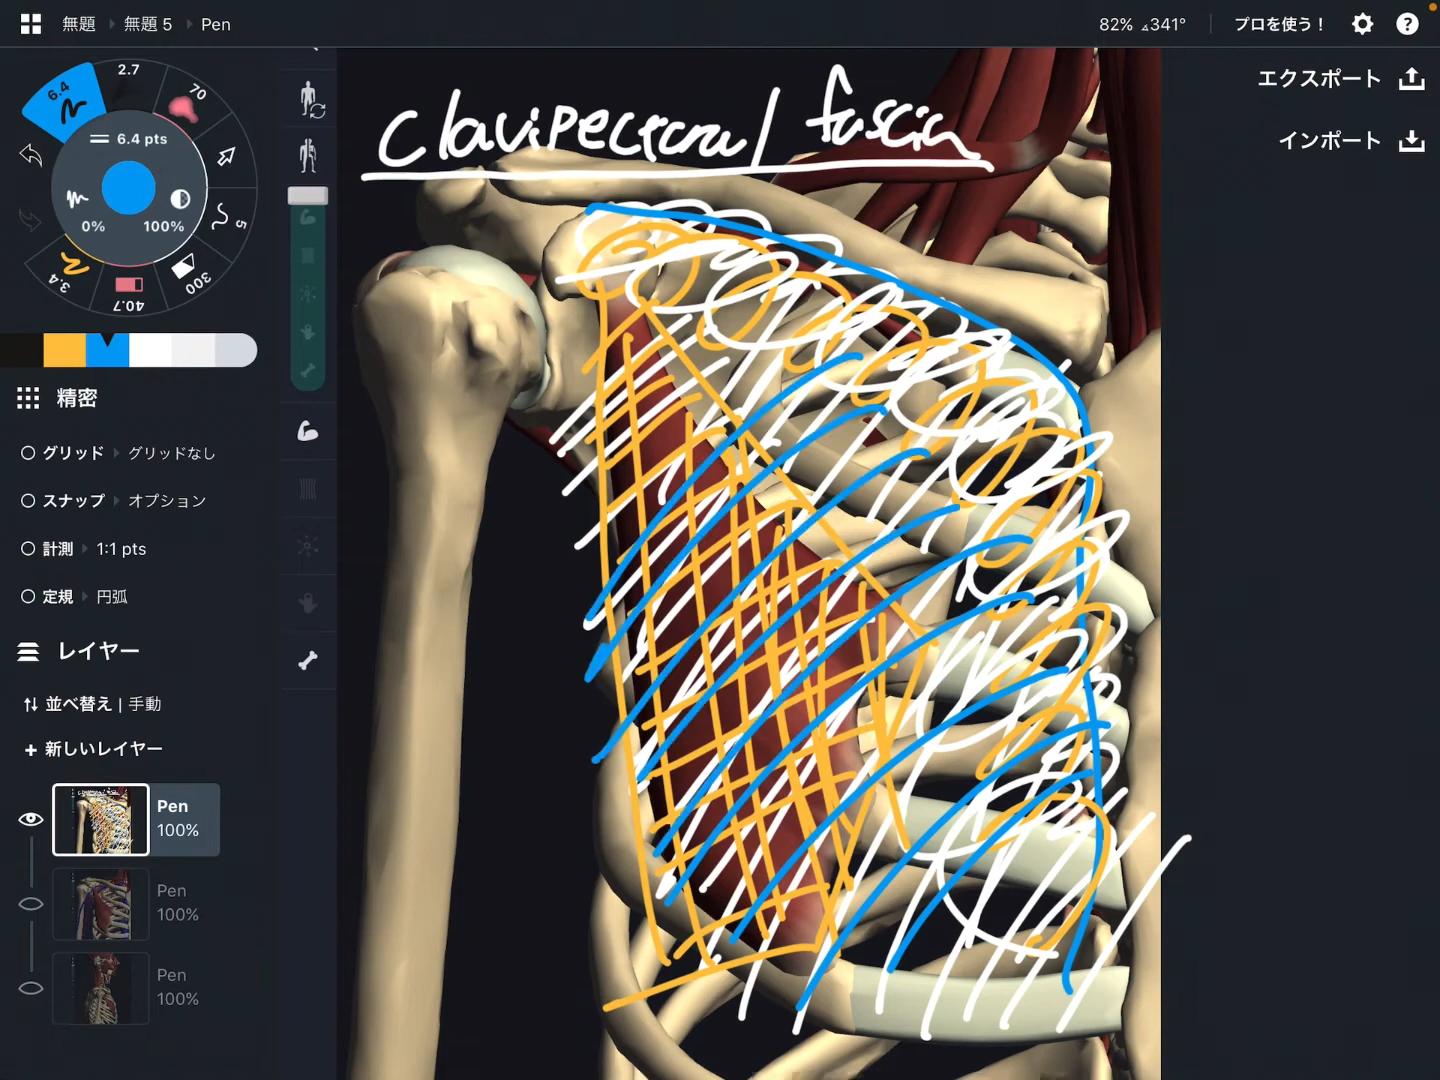 無題 無題 5 Pen
82% ⊿341° プロを使う！
エクスポート
インポート
clavipectoral fascia
6.4
2.7
70
5
300
40.7
3.4
6.4 pts
0% 100%
精密
グリッド グリッドなし
スナップ オプション
計測 1:1 pts
定規 円弧
レイヤー
並べ替え | 手動
+ 新しいレイヤー
Pen
100%
Pen
100%
Pen
100%